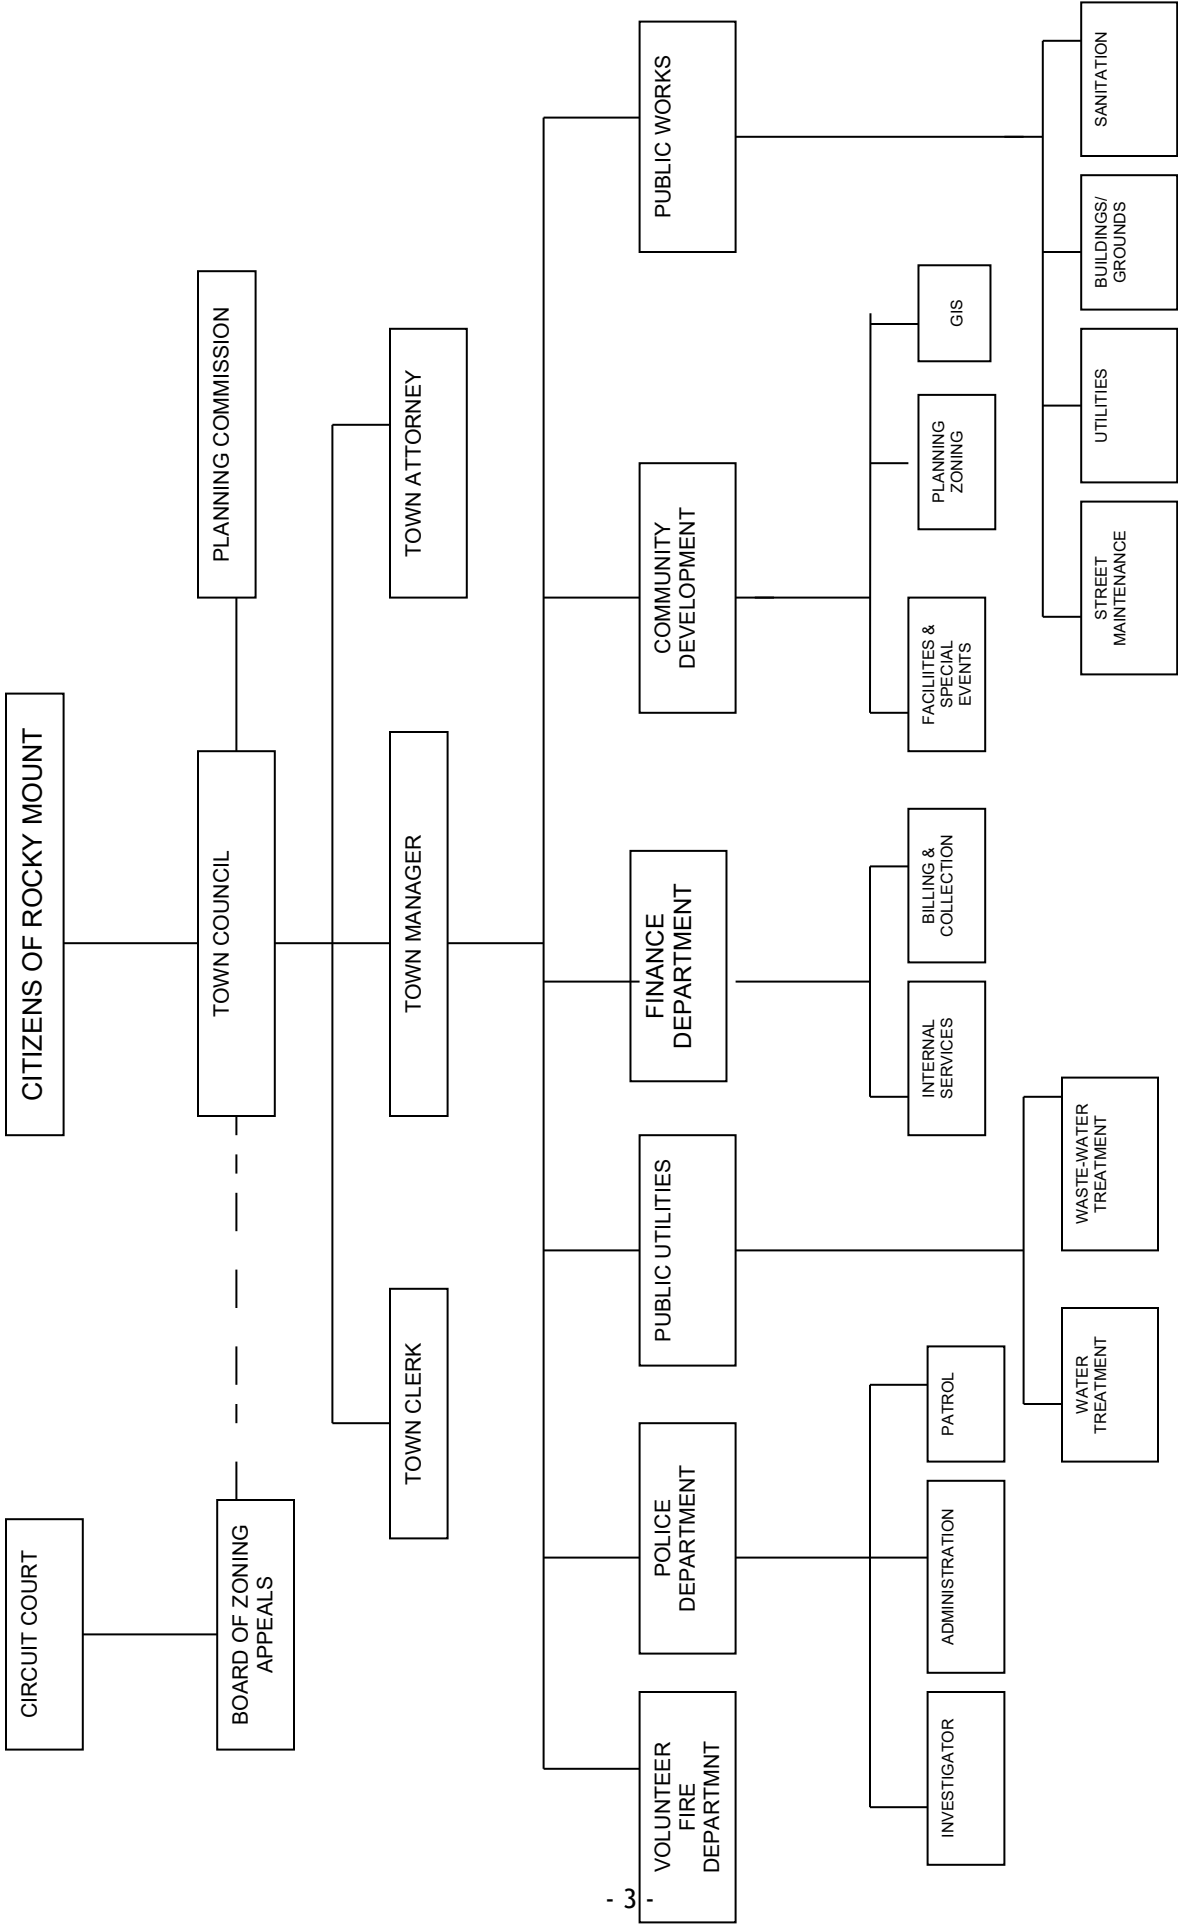 CIRCUIT COURT
CITIZENS OF ROCKY MOUNT
BOARD OF ZONING
APPEALS
TOWN COUNCIL
PLANNING COMMISSION
TOWN CLERK
TOWN MANAGER
TOWN ATTORNEY
VOLUNTEER
FIRE
DEPARTMNT
POLICE
DEPARTMENT
PUBLIC UTILITIES
FINANCE
DEPARTMENT
COMMUNITY
DEVELOPMENT
PUBLIC WORKS
INVESTIGATOR
ADMINISTRATION
PATROL
WATER
TREATMENT
WASTE-WATER
TREATMENT
INTERNAL
SERVICES
BILLING &
COLLECTION
FACILIITES &
SPECIAL
EVENTS
PLANNING
ZONING
GIS
STREET
MAINTENANCE
UTILITIES
BUILDINGS/
GROUNDS
SANITATION
- 3 -